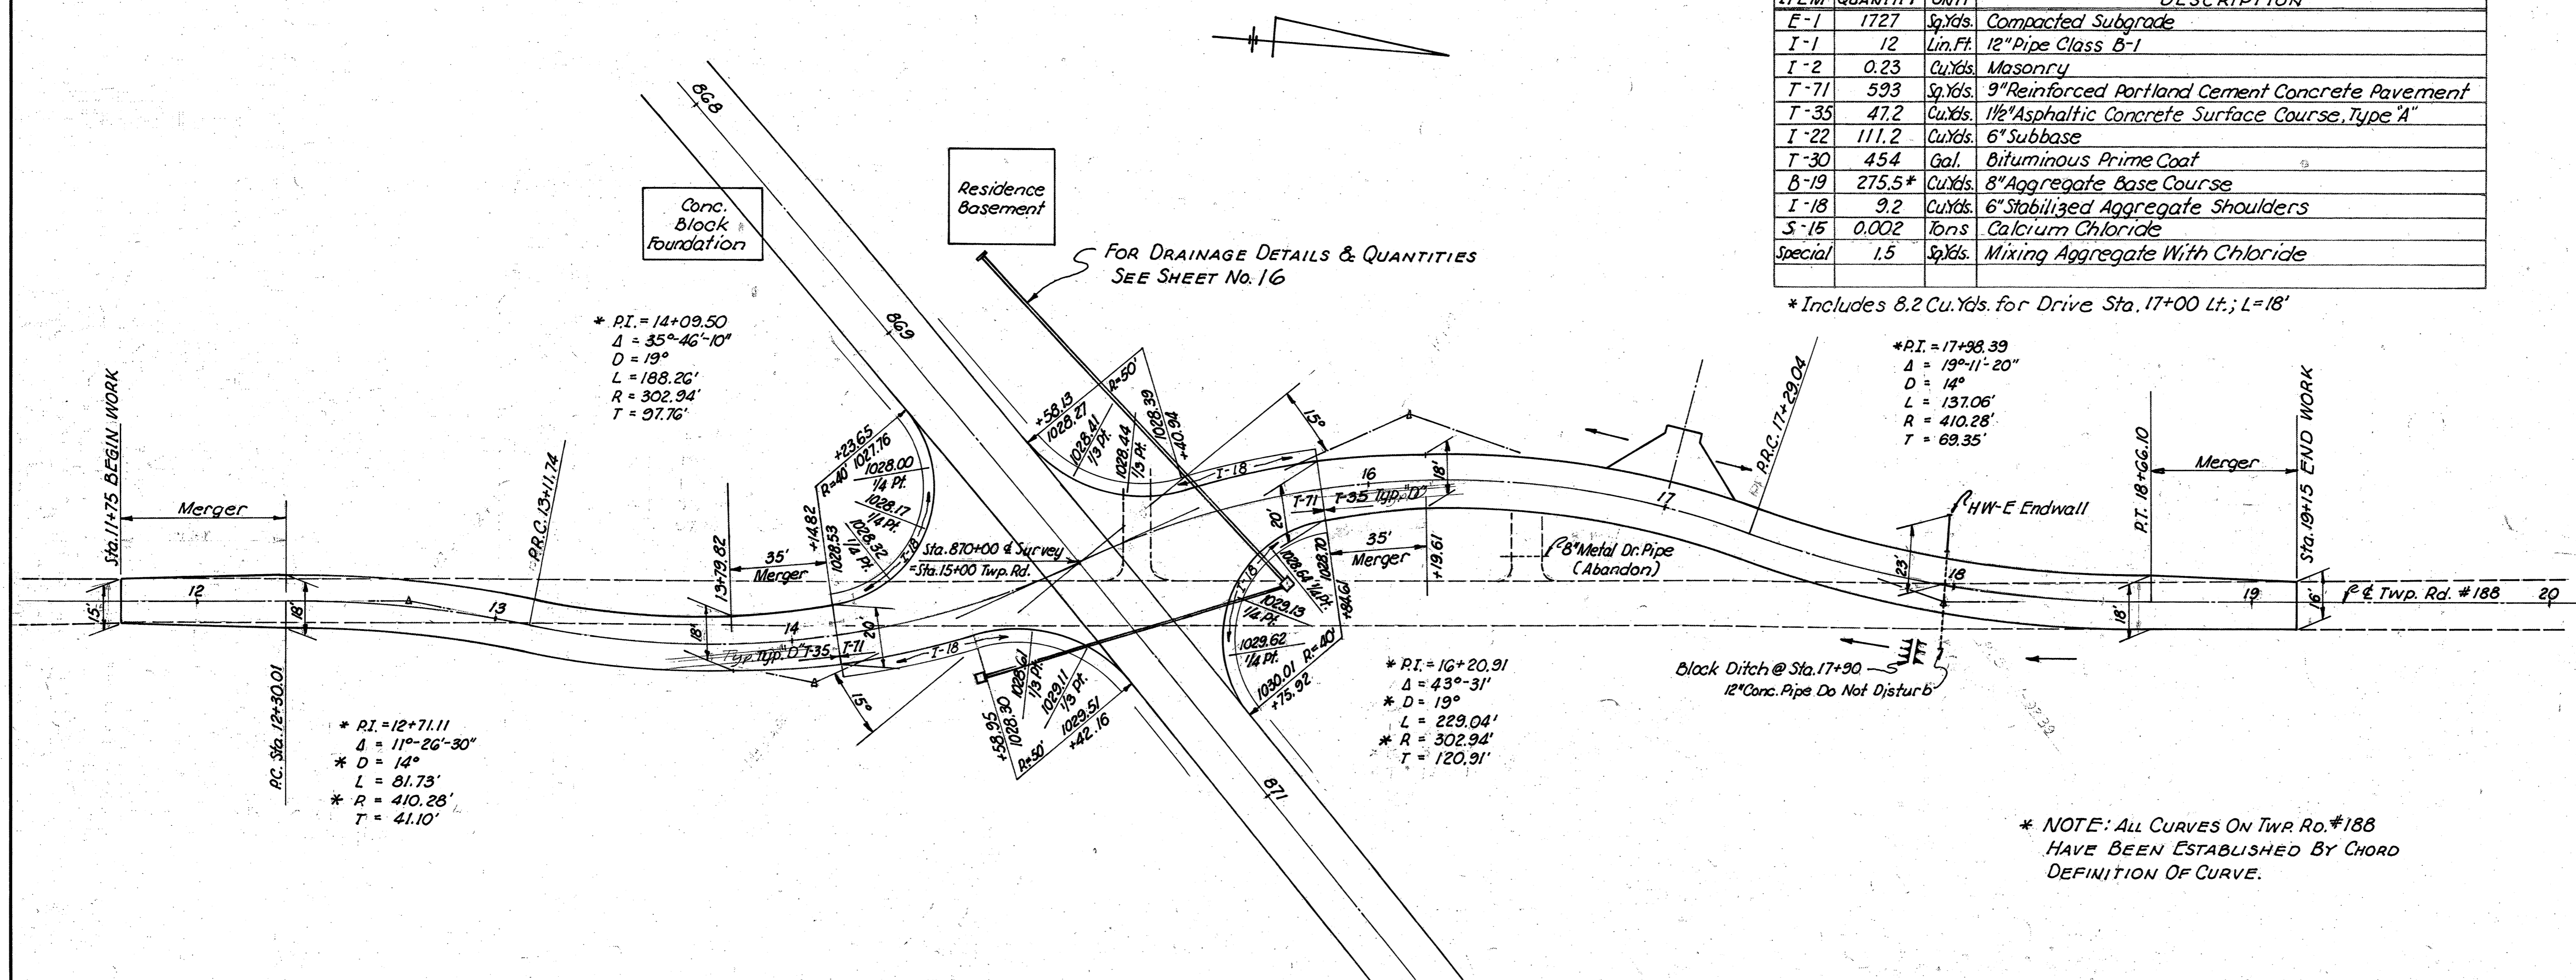 ITEM QUANTITY UNIT DESCRIPTION
E-1 1727 Sq.Yds. Compacted Subgrade
I-1 12 Lin.Ft. 12" Pipe Class B-1
I-2 0.23 Cu.Yds. Masonry
T-71 593 Sq.Yds. 9" Reinforced Portland Cement Concrete Pavement
T-35 47.2 Cu.Yds. 1½" Asphaltic Concrete Surface Course, Type "A"
I-22 111.2 Cu.Yds. 6" Subbase
T-30 454 Gal. Bituminous Prime Coat
B-19 275.5* Cu.Yds. 8" Aggregate Base Course
I-18 9.2 Cu.Yds. 6" Stabilized Aggregate Shoulders
S-15 0.002 Tons Calcium Chloride
Special 1.5 Sq.Yds. Mixing Aggregate With Chloride
* Includes 8.2 Cu.Yds. for Drive Sta. 17+00 Lt.; L=18'
868
869
871
Conc.
Block
Foundation
Residence
Basement
FOR DRAINAGE DETAILS & QUANTITIES
SEE SHEET NO. 16
* P.I. = 14+09.50
Δ = 35°-46'-10"
D = 19°
L = 188.26'
R = 302.94'
T = 97.76'
* P.I. = 17+98.39
Δ = 19°-11'-20"
D = 14°
L = 137.06'
R = 410.28'
T = 69.35'
Sta. 11+75 BEGIN WORK
Merger
15'
12
18'
13
P.C. Sta. 12+30.01
P.R.C. 13+11.74
13+79.82
35'
Merger
18'
14
Typ. "D" T-35
T-71
20'
15°
I-18
+14.82
1028.53
R=40'
+23.65
1027.76
1028.00
1/4 Pt.
1028.17
1/4 Pt.
1028.32
1/4 Pt.
I-18
Sta. 870+00 ℄ Survey
= Sta. 15+00 Twp. Rd.
+58.13
1028.27
R=50'
1028.41
1/3 Pt.
1028.44
1/3 Pt.
1028.39
+40.94
I-18
15°
+58.95
1028.30
R=50'
1028.61
1/3 Pt.
1029.11
1/3 Pt.
1029.51
+42.16
I-18
1028.64
1/4 Pt.
1029.13
1/4 Pt.
1029.62
1/4 Pt.
1030.01
R=40'
+75.92
1028.70
+84.61
20'
T-71
T-35 Typ. "D"
16
18'
35'
Merger
+19.61
8" Metal Dr. Pipe
(Abandon)
17
P.R.C. 17+29.04
HW-E Endwall
23'
18
Block Ditch @ Sta. 17+90
12" Conc. Pipe Do Not Disturb
P.T. 18+66.10
Merger
18'
19
16'
Sta. 19+15 END WORK
℄ Twp. Rd. #188
20
* P.I. = 12+71.11
Δ = 11°-26'-30"
* D = 14°
L = 81.73'
* R = 410.28'
T = 41.10'
* P.I. = 16+20.91
Δ = 43°-31'
* D = 19°
L = 229.04'
* R = 302.94'
T = 120.91'
* NOTE: ALL CURVES ON TWP. RD. #188
HAVE BEEN ESTABLISHED BY CHORD
DEFINITION OF CURVE.